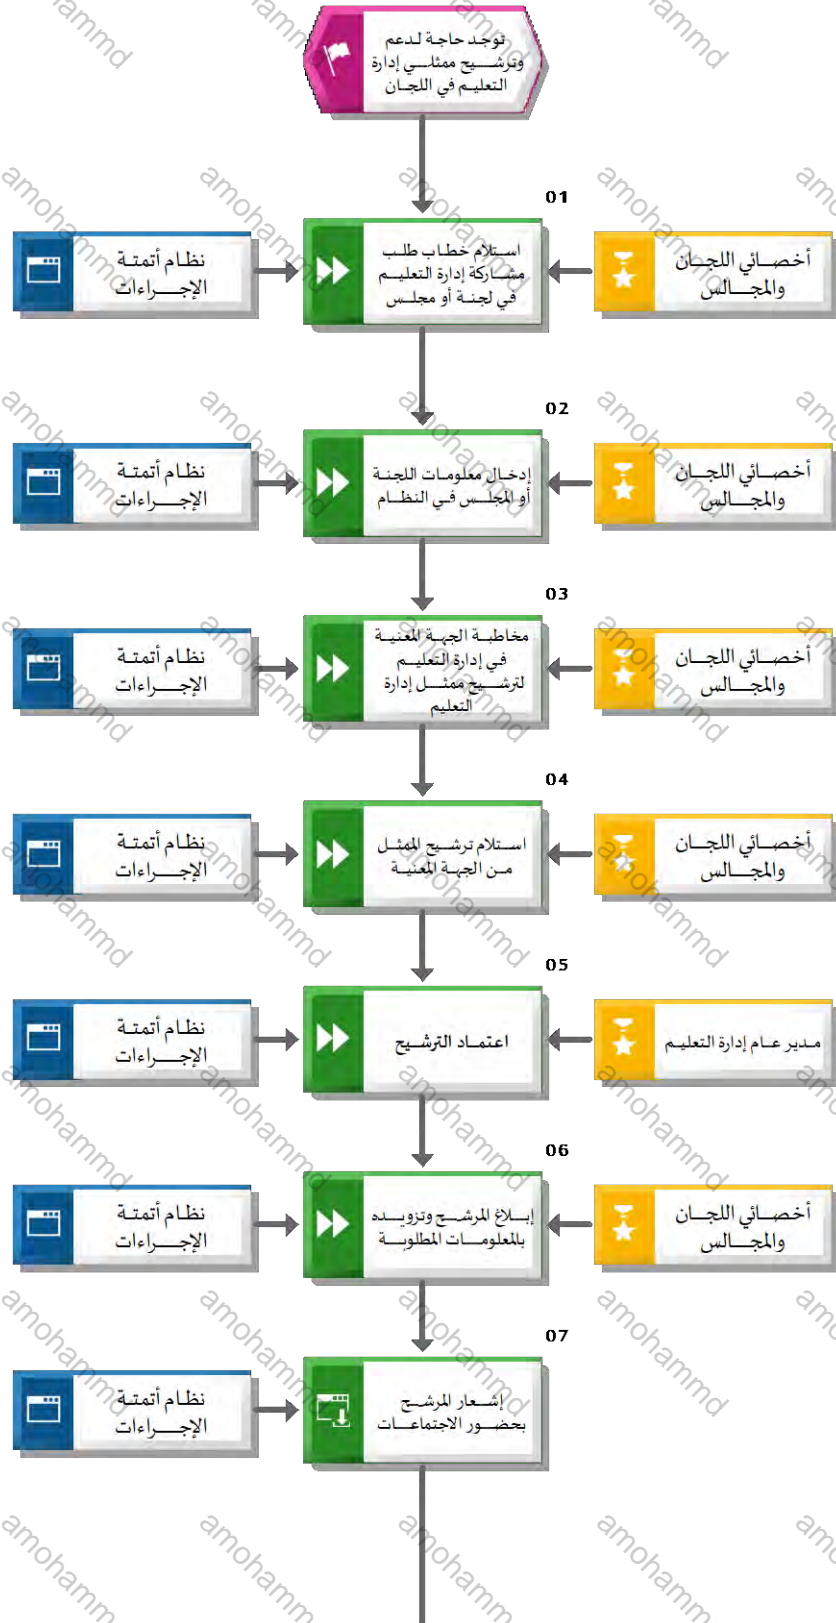 توجد حاجة لدعم
وترشيح ممثلي إدارة
التعليم في اللجان
01
أخصائي اللجان
والمجالس
استلام خطاب طلب
مشاركة إدارة التعليم
في لجنة أو مجلس
نظام أتمتة
الإجراءات
02
أخصائي اللجان
والمجالس
إدخال معلومات اللجنة
أو المجلس في النظام
نظام أتمتة
الإجراءات
03
أخصائي اللجان
والمجالس
مخاطبة الجهة المعنية
في إدارة التعليم
لترشيح ممثل إدارة
التعليم
نظام أتمتة
الإجراءات
04
أخصائي اللجان
والمجالس
استلام ترشيح الممثل
من الجهة المعنية
نظام أتمتة
الإجراءات
05
مدير عام إدارة التعليم
اعتماد الترشيح
نظام أتمتة
الإجراءات
06
أخصائي اللجان
والمجالس
إبلاغ المرشح وتزويده
بالمعلومات المطلوبة
نظام أتمتة
الإجراءات
07
إشعار المرشح
بحضور الاجتماعات
نظام أتمتة
الإجراءات
amohammd